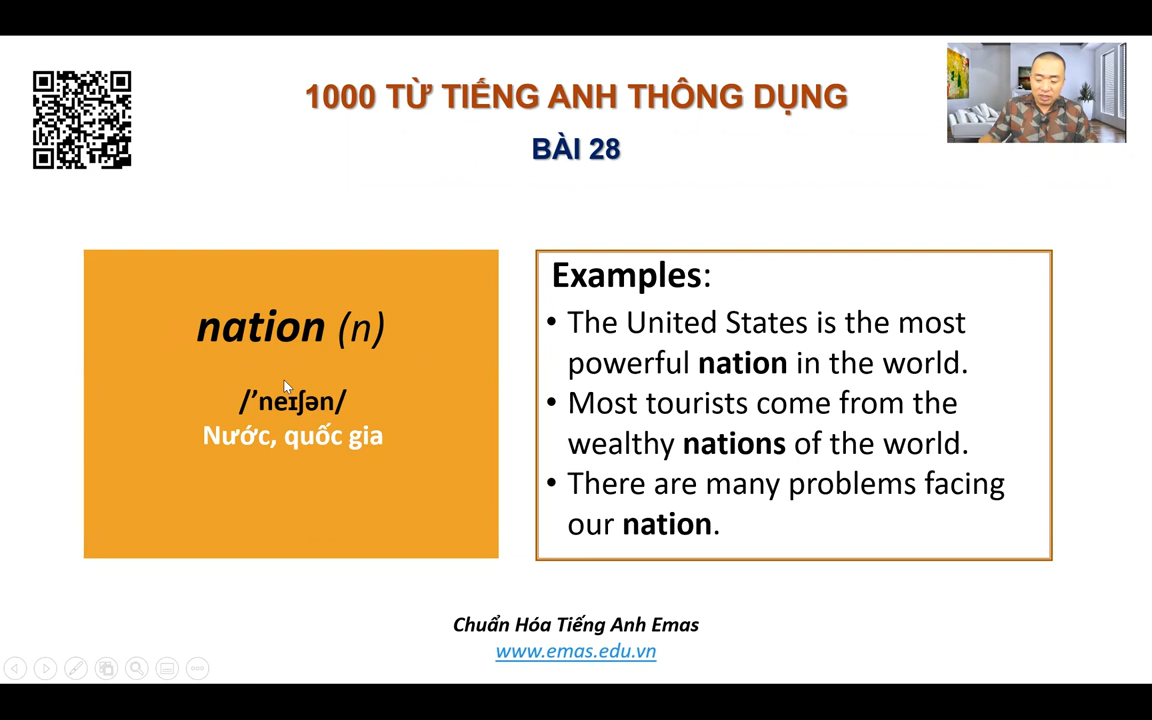 1000 TỪ TIẾNG ANH THÔNG DỤNG
BÀI 28
nation (n)
/’neɪʃən/
Nước, quốc gia
Examples:
• The United States is the most
powerful nation in the world.
• Most tourists come from the
wealthy nations of the world.
• There are many problems facing
our nation.
Chuẩn Hóa Tiếng Anh Emas
www.emas.edu.vn